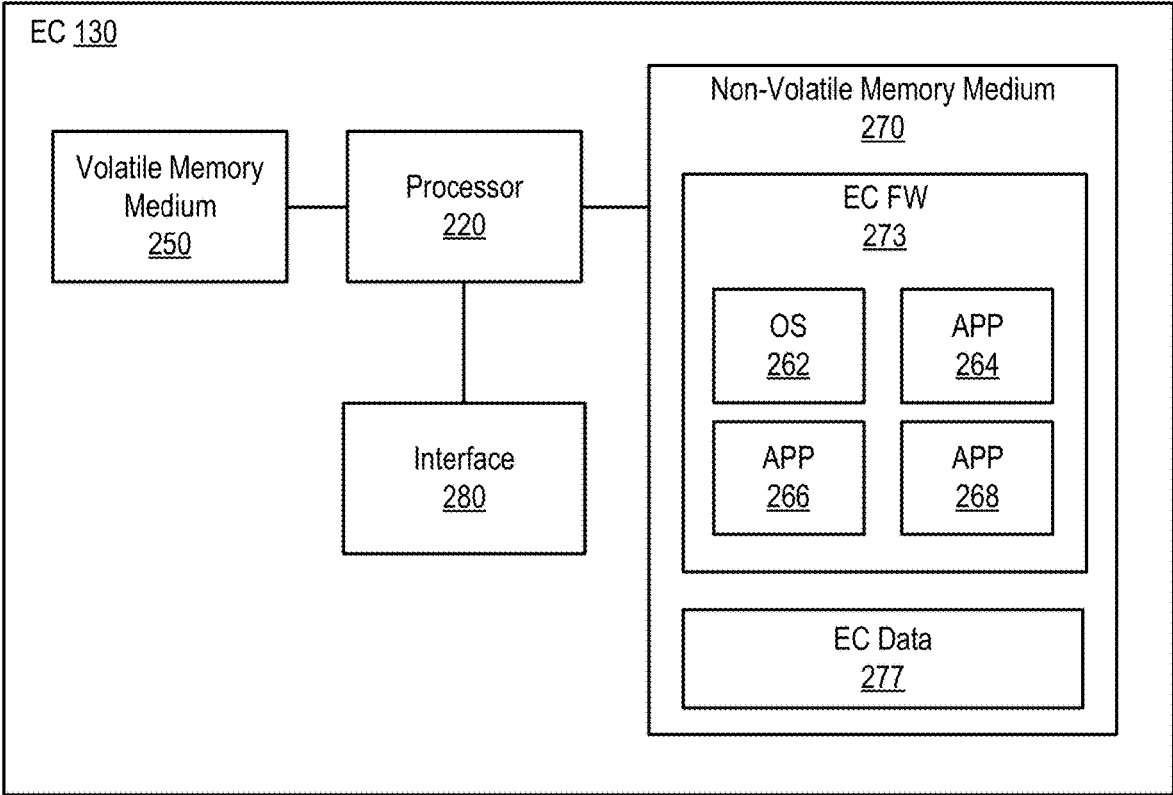 EC 130
Volatile Memory
Medium
250
Processor
220
Interface
280
Non-Volatile Memory Medium
270
EC FW
273
OS
262
APP
264
APP
266
APP
268
EC Data
277